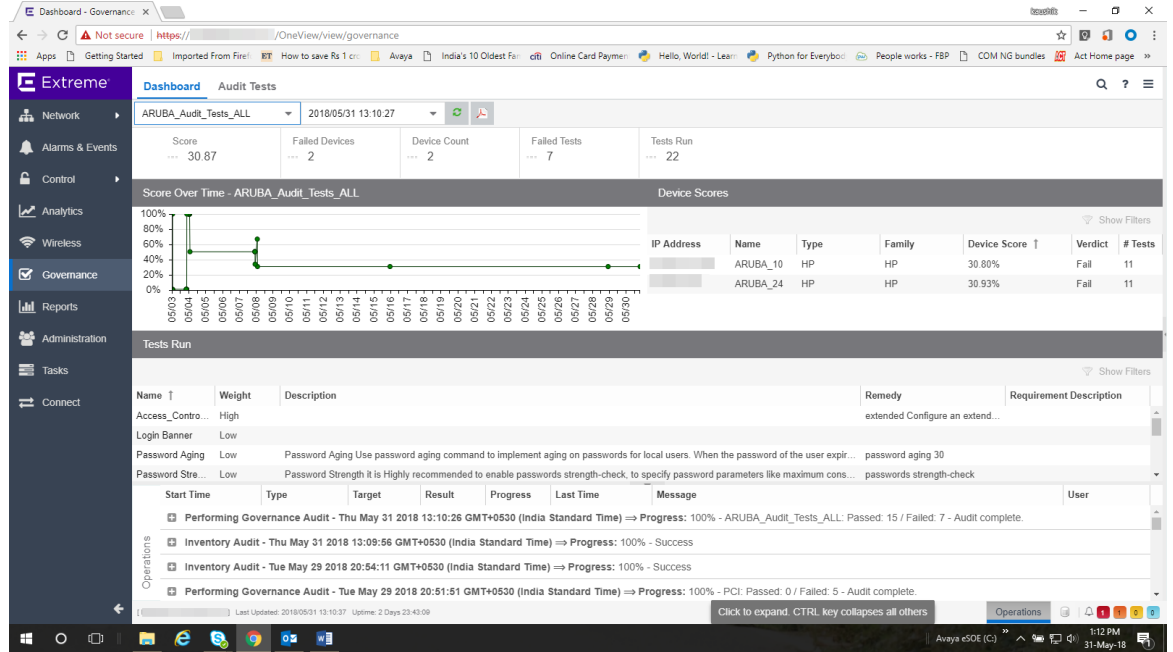 Dashboard - Governance
kaushik
Not secure | https:// /OneView/view/governance
Apps Getting Started Imported From Firef ET How to save Rs 1 cro Avaya India's 10 Oldest Fan citi Online Card Paymen Hello, World! - Learn Python for Everybod People works - FBP COM NG bundles Act Home page »
Extreme
Dashboard Audit Tests
ARUBA_Audit_Tests_ALL 2018/05/31 13:10:27
Network
Alarms & Events
Control
Analytics
Wireless
Governance
Reports
Administration
Tasks
Connect
Score Failed Devices Device Count Failed Tests Tests Run
--- 30.87 --- 2 --- 2 --- 7 --- 22
Score Over Time - ARUBA_Audit_Tests_ALL
100%
80%
60%
40%
20%
0%
05/03 05/04 05/05 05/06 05/07 05/08 05/09 05/10 05/11 05/12 05/13 05/14 05/15 05/16 05/17 05/18 05/19 05/20 05/21 05/22 05/23 05/24 05/25 05/26 05/27 05/28 05/29 05/30
Device Scores
Show Filters
IP Address Name Type Family Device Score ↑ Verdict # Tests
ARUBA_10 HP HP 30.80% Fail 11
ARUBA_24 HP HP 30.93% Fail 11
Tests Run
Show Filters
Name ↑ Weight Description Remedy Requirement Description
Access_Contro... High extended Configure an extend...
Login Banner Low
Password Aging Low Password Aging Use password aging command to implement aging on passwords for local users. When the password of the user expir... password aging 30
Password Stre... Low Password Strength it is Highly recommended to enable passwords strength-check, to specify password parameters like maximum cons... passwords strength-check
Operations
Start Time Type Target Result Progress Last Time Message User
Performing Governance Audit - Thu May 31 2018 13:10:26 GMT+0530 (India Standard Time) ⇒ Progress: 100% - ARUBA_Audit_Tests_ALL: Passed: 15 / Failed: 7 - Audit complete.
Inventory Audit - Thu May 31 2018 13:09:56 GMT+0530 (India Standard Time) ⇒ Progress: 100% - Success
Inventory Audit - Tue May 29 2018 20:54:11 GMT+0530 (India Standard Time) ⇒ Progress: 100% - Success
Performing Governance Audit - Tue May 29 2018 20:51:51 GMT+0530 (India Standard Time) ⇒ Progress: 100% - PCI: Passed: 0 / Failed: 5 - Audit complete.
[ ] Last Updated: 2018/05/31 13:10:37 Uptime: 2 Days 23:43:09
Click to expand. CTRL key collapses all others
Operations 1 1 0 0
Avaya eSOE (C:) » 1:12 PM
31-May-18